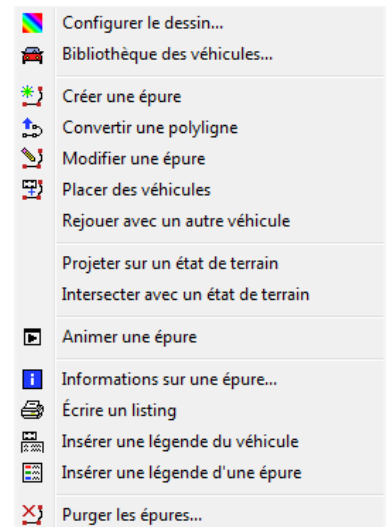 Configurer le dessin...
Bibliothèque des véhicules...
Créer une épure
Convertir une polyligne
Modifier une épure
Placer des véhicules
Rejouer avec un autre véhicule
Projeter sur un état de terrain
Intersecter avec un état de terrain
Animer une épure
Informations sur une épure...
Écrire un listing
Insérer une légende du véhicule
Insérer une légende d'une épure
Purger les épures...